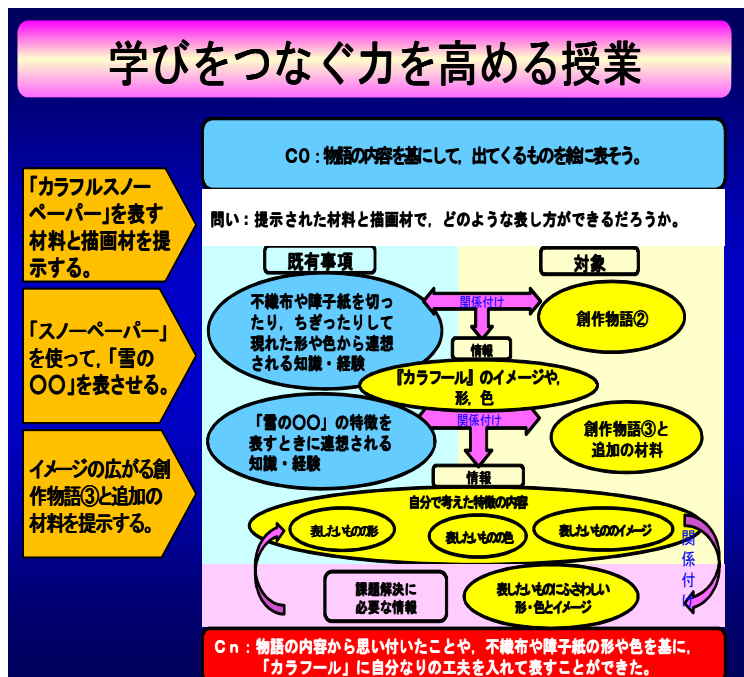 学びをつなぐ力を高める授業
C0：物語の内容を基にして，出てくるものを絵に表そう。
「カラフルスノー
ペーパー」を表す
材料と描画材を提
示する。
問い：提示された材料と描画材で，どのような表し方ができるだろうか。
既有事項
対象
不織布や障子紙を切っ
たり，ちぎったりして
現れた形や色から連想
される知識・経験
関係付け
創作物語②
情報
「スノーペーパー」
を使って，「雪の
〇〇」を表させる。
『カラフール』のイメージや，
形，色
「雪の〇〇」の特徴を
表すときに連想される
知識・経験
関係付け
創作物語③と
追加の材料
情報
イメージの広がる創
作物語③と追加の
材料を提示する。
自分で考えた特徴の内容
表したいものの形
表したいものの色
表したいもののイメージ
関係付け
課題解決に
必要な情報
表したいものにふさわしい
形・色とイメージ
Cn：物語の内容から思い付いたことや，不織布や障子紙の形や色を基に，
「カラフール」に自分なりの工夫を入れて表すことができた。